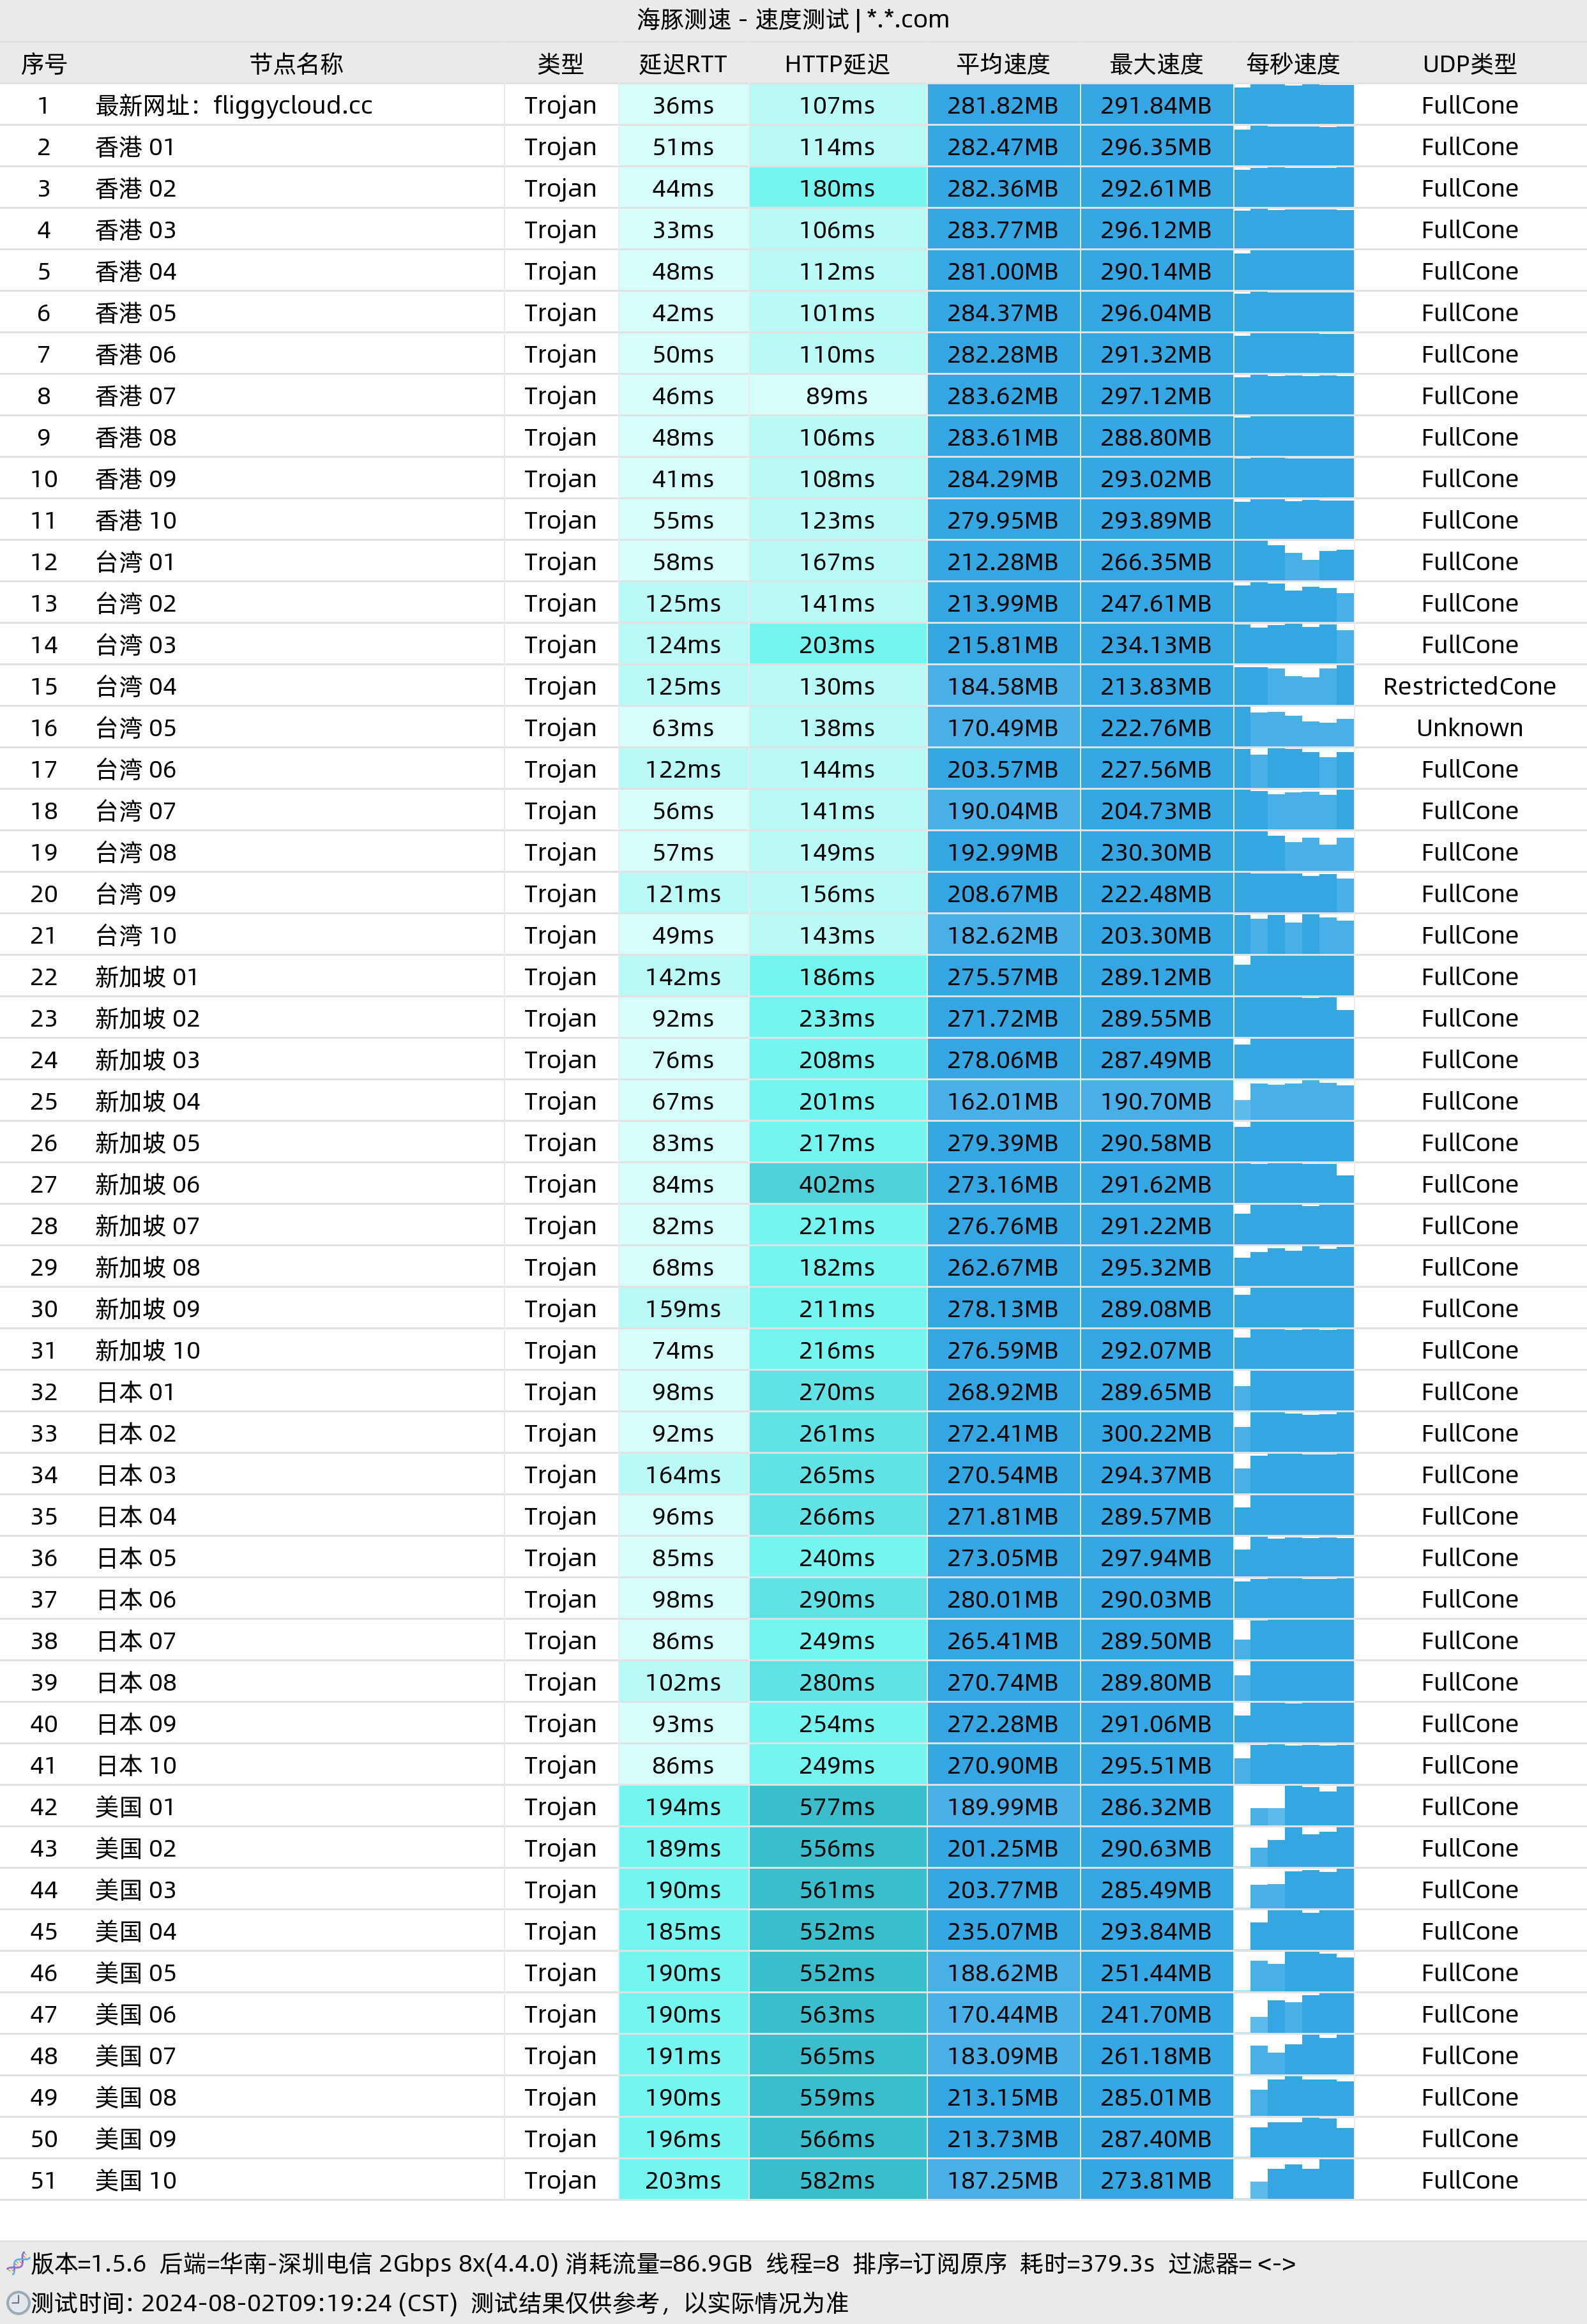 海豚测速 - 速度测试 | *.*.com
序号 节点名称 类型 延迟RTT HTTP延迟 平均速度 最大速度 每秒速度 UDP类型
1 最新网址：fliggycloud.cc Trojan 36ms 107ms 281.82MB 291.84MB FullCone
2 香港 01 Trojan 51ms 114ms 282.47MB 296.35MB FullCone
3 香港 02 Trojan 44ms 180ms 282.36MB 292.61MB FullCone
4 香港 03 Trojan 33ms 106ms 283.77MB 296.12MB FullCone
5 香港 04 Trojan 48ms 112ms 281.00MB 290.14MB FullCone
6 香港 05 Trojan 42ms 101ms 284.37MB 296.04MB FullCone
7 香港 06 Trojan 50ms 110ms 282.28MB 291.32MB FullCone
8 香港 07 Trojan 46ms 89ms 283.62MB 297.12MB FullCone
9 香港 08 Trojan 48ms 106ms 283.61MB 288.80MB FullCone
10 香港 09 Trojan 41ms 108ms 284.29MB 293.02MB FullCone
11 香港 10 Trojan 55ms 123ms 279.95MB 293.89MB FullCone
12 台湾 01 Trojan 58ms 167ms 212.28MB 266.35MB FullCone
13 台湾 02 Trojan 125ms 141ms 213.99MB 247.61MB FullCone
14 台湾 03 Trojan 124ms 203ms 215.81MB 234.13MB FullCone
15 台湾 04 Trojan 125ms 130ms 184.58MB 213.83MB RestrictedCone
16 台湾 05 Trojan 63ms 138ms 170.49MB 222.76MB Unknown
17 台湾 06 Trojan 122ms 144ms 203.57MB 227.56MB FullCone
18 台湾 07 Trojan 56ms 141ms 190.04MB 204.73MB FullCone
19 台湾 08 Trojan 57ms 149ms 192.99MB 230.30MB FullCone
20 台湾 09 Trojan 121ms 156ms 208.67MB 222.48MB FullCone
21 台湾 10 Trojan 49ms 143ms 182.62MB 203.30MB FullCone
22 新加坡 01 Trojan 142ms 186ms 275.57MB 289.12MB FullCone
23 新加坡 02 Trojan 92ms 233ms 271.72MB 289.55MB FullCone
24 新加坡 03 Trojan 76ms 208ms 278.06MB 287.49MB FullCone
25 新加坡 04 Trojan 67ms 201ms 162.01MB 190.70MB FullCone
26 新加坡 05 Trojan 83ms 217ms 279.39MB 290.58MB FullCone
27 新加坡 06 Trojan 84ms 402ms 273.16MB 291.62MB FullCone
28 新加坡 07 Trojan 82ms 221ms 276.76MB 291.22MB FullCone
29 新加坡 08 Trojan 68ms 182ms 262.67MB 295.32MB FullCone
30 新加坡 09 Trojan 159ms 211ms 278.13MB 289.08MB FullCone
31 新加坡 10 Trojan 74ms 216ms 276.59MB 292.07MB FullCone
32 日本 01 Trojan 98ms 270ms 268.92MB 289.65MB FullCone
33 日本 02 Trojan 92ms 261ms 272.41MB 300.22MB FullCone
34 日本 03 Trojan 164ms 265ms 270.54MB 294.37MB FullCone
35 日本 04 Trojan 96ms 266ms 271.81MB 289.57MB FullCone
36 日本 05 Trojan 85ms 240ms 273.05MB 297.94MB FullCone
37 日本 06 Trojan 98ms 290ms 280.01MB 290.03MB FullCone
38 日本 07 Trojan 86ms 249ms 265.41MB 289.50MB FullCone
39 日本 08 Trojan 102ms 280ms 270.74MB 289.80MB FullCone
40 日本 09 Trojan 93ms 254ms 272.28MB 291.06MB FullCone
41 日本 10 Trojan 86ms 249ms 270.90MB 295.51MB FullCone
42 美国 01 Trojan 194ms 577ms 189.99MB 286.32MB FullCone
43 美国 02 Trojan 189ms 556ms 201.25MB 290.63MB FullCone
44 美国 03 Trojan 190ms 561ms 203.77MB 285.49MB FullCone
45 美国 04 Trojan 185ms 552ms 235.07MB 293.84MB FullCone
46 美国 05 Trojan 190ms 552ms 188.62MB 251.44MB FullCone
47 美国 06 Trojan 190ms 563ms 170.44MB 241.70MB FullCone
48 美国 07 Trojan 191ms 565ms 183.09MB 261.18MB FullCone
49 美国 08 Trojan 190ms 559ms 213.15MB 285.01MB FullCone
50 美国 09 Trojan 196ms 566ms 213.73MB 287.40MB FullCone
51 美国 10 Trojan 203ms 582ms 187.25MB 273.81MB FullCone
版本=1.5.6 后端=华南-深圳电信 2Gbps 8x(4.4.0) 消耗流量=86.9GB 线程=8 排序=订阅原序 耗时=379.3s 过滤器= <->
测试时间: 2024-08-02T09:19:24 (CST) 测试结果仅供参考，以实际情况为准